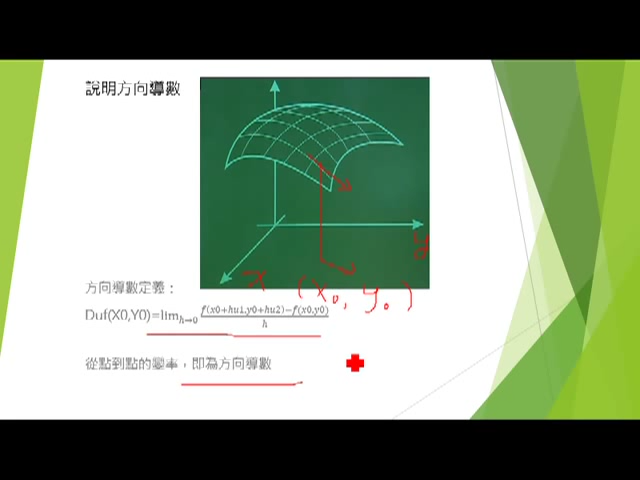 說明方向導數
y
x
(x₀, y₀)
方向導數定義：
Duf(X0,Y0)=lim_{h→0} \frac{f(x0+hu1,y0+hu2)−f(x0,y0)}{h}
從點到點的變率，即為方向導數